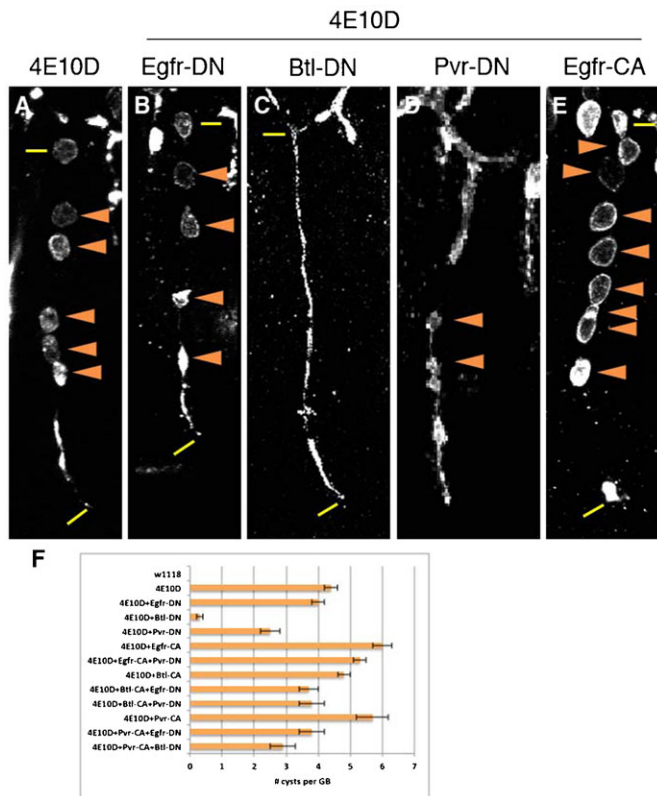 4E10D
4E10D Egfr-DN Btl-DN Pvr-DN Egfr-CA
A B C D E
F
w1118
4E10D
4E10D+Egfr-DN
4E10D+Btl-DN
4E10D+Pvr-DN
4E10D+Egfr-CA
4E10D+Egfr-CA+Pvr-DN
4E10D+Btl-CA
4E10D+Btl-CA+Egfr-DN
4E10D+Btl-CA+Pvr-DN
4E10D+Pvr-CA
4E10D+Pvr-CA+Egfr-DN
4E10D+Pvr-CA+Btl-DN
0 1 2 3 4 5 6 7
# cysts per GB